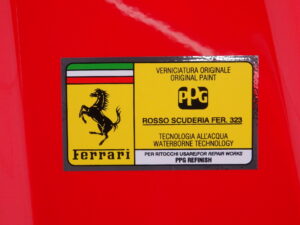 VERNICIATURA ORIGINALE
ORIGINAL PAINT
PPG
ROSSO SCUDERIA FER. 323
TECNOLOGIA ALL'ACQUA
WATERBORNE TECHNOLOGY
Ferrari
PER RITOCCHI USARE/FOR REPAIR WORKS
PPG REFINISH